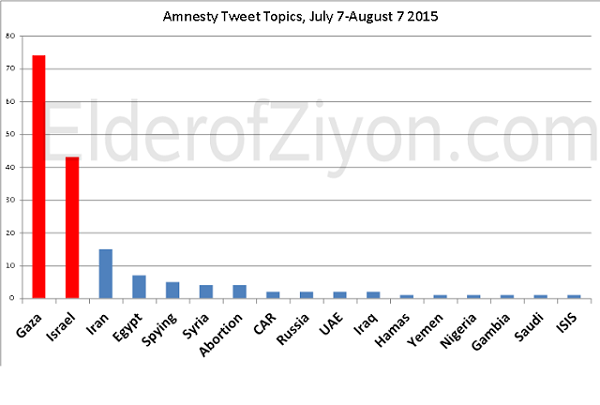 Amnesty Tweet Topics, July 7-August 7 2015
80
70
60
50
40
30
20
10
0
ElderofZiyon.com
Gaza
Israel
Iran
Egypt
Spying
Syria
Abortion
CAR
Russia
UAE
Iraq
Hamas
Yemen
Nigeria
Gambia
Saudi
ISIS